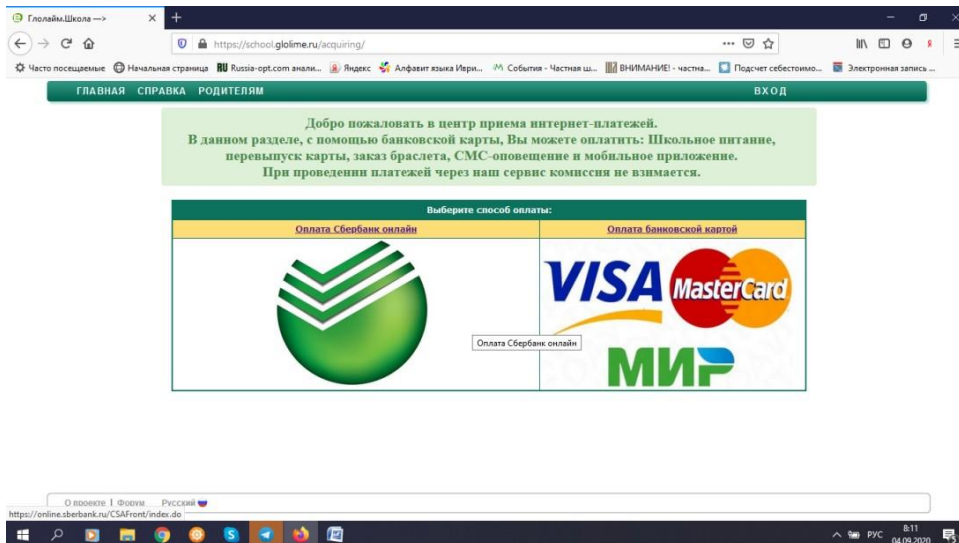 Глолайм.Школа —>
https://school.glolime.ru/acquiring/
Часто посещаемые Начальная страница Russia-opt.com анали... Яндекс Алфавит языка Иври... События - Частная ш... ВНИМАНИЕ! - частна... Подсчет себестоимо... Электронная запись ...
ГЛАВНАЯ СПРАВКА РОДИТЕЛЯМ ВХОД
Добро пожаловать в центр приема интернет-платежей.
В данном разделе, с помощью банковской карты, Вы можете оплатить: Школьное питание,
перевыпуск карты, заказ браслета, СМС-оповещение и мобильное приложение.
При проведении платежей через наш сервис комиссия не взимается.
Выберите способ оплаты:
Оплата Сбербанк онлайн Оплата банковской картой
VISA MasterCard
Оплата Сбербанк онлайн
МИР
О проекте | Форум Русский
https://online.sberbank.ru/CSAFront/index.do
РУС 8:11
04.09.2020